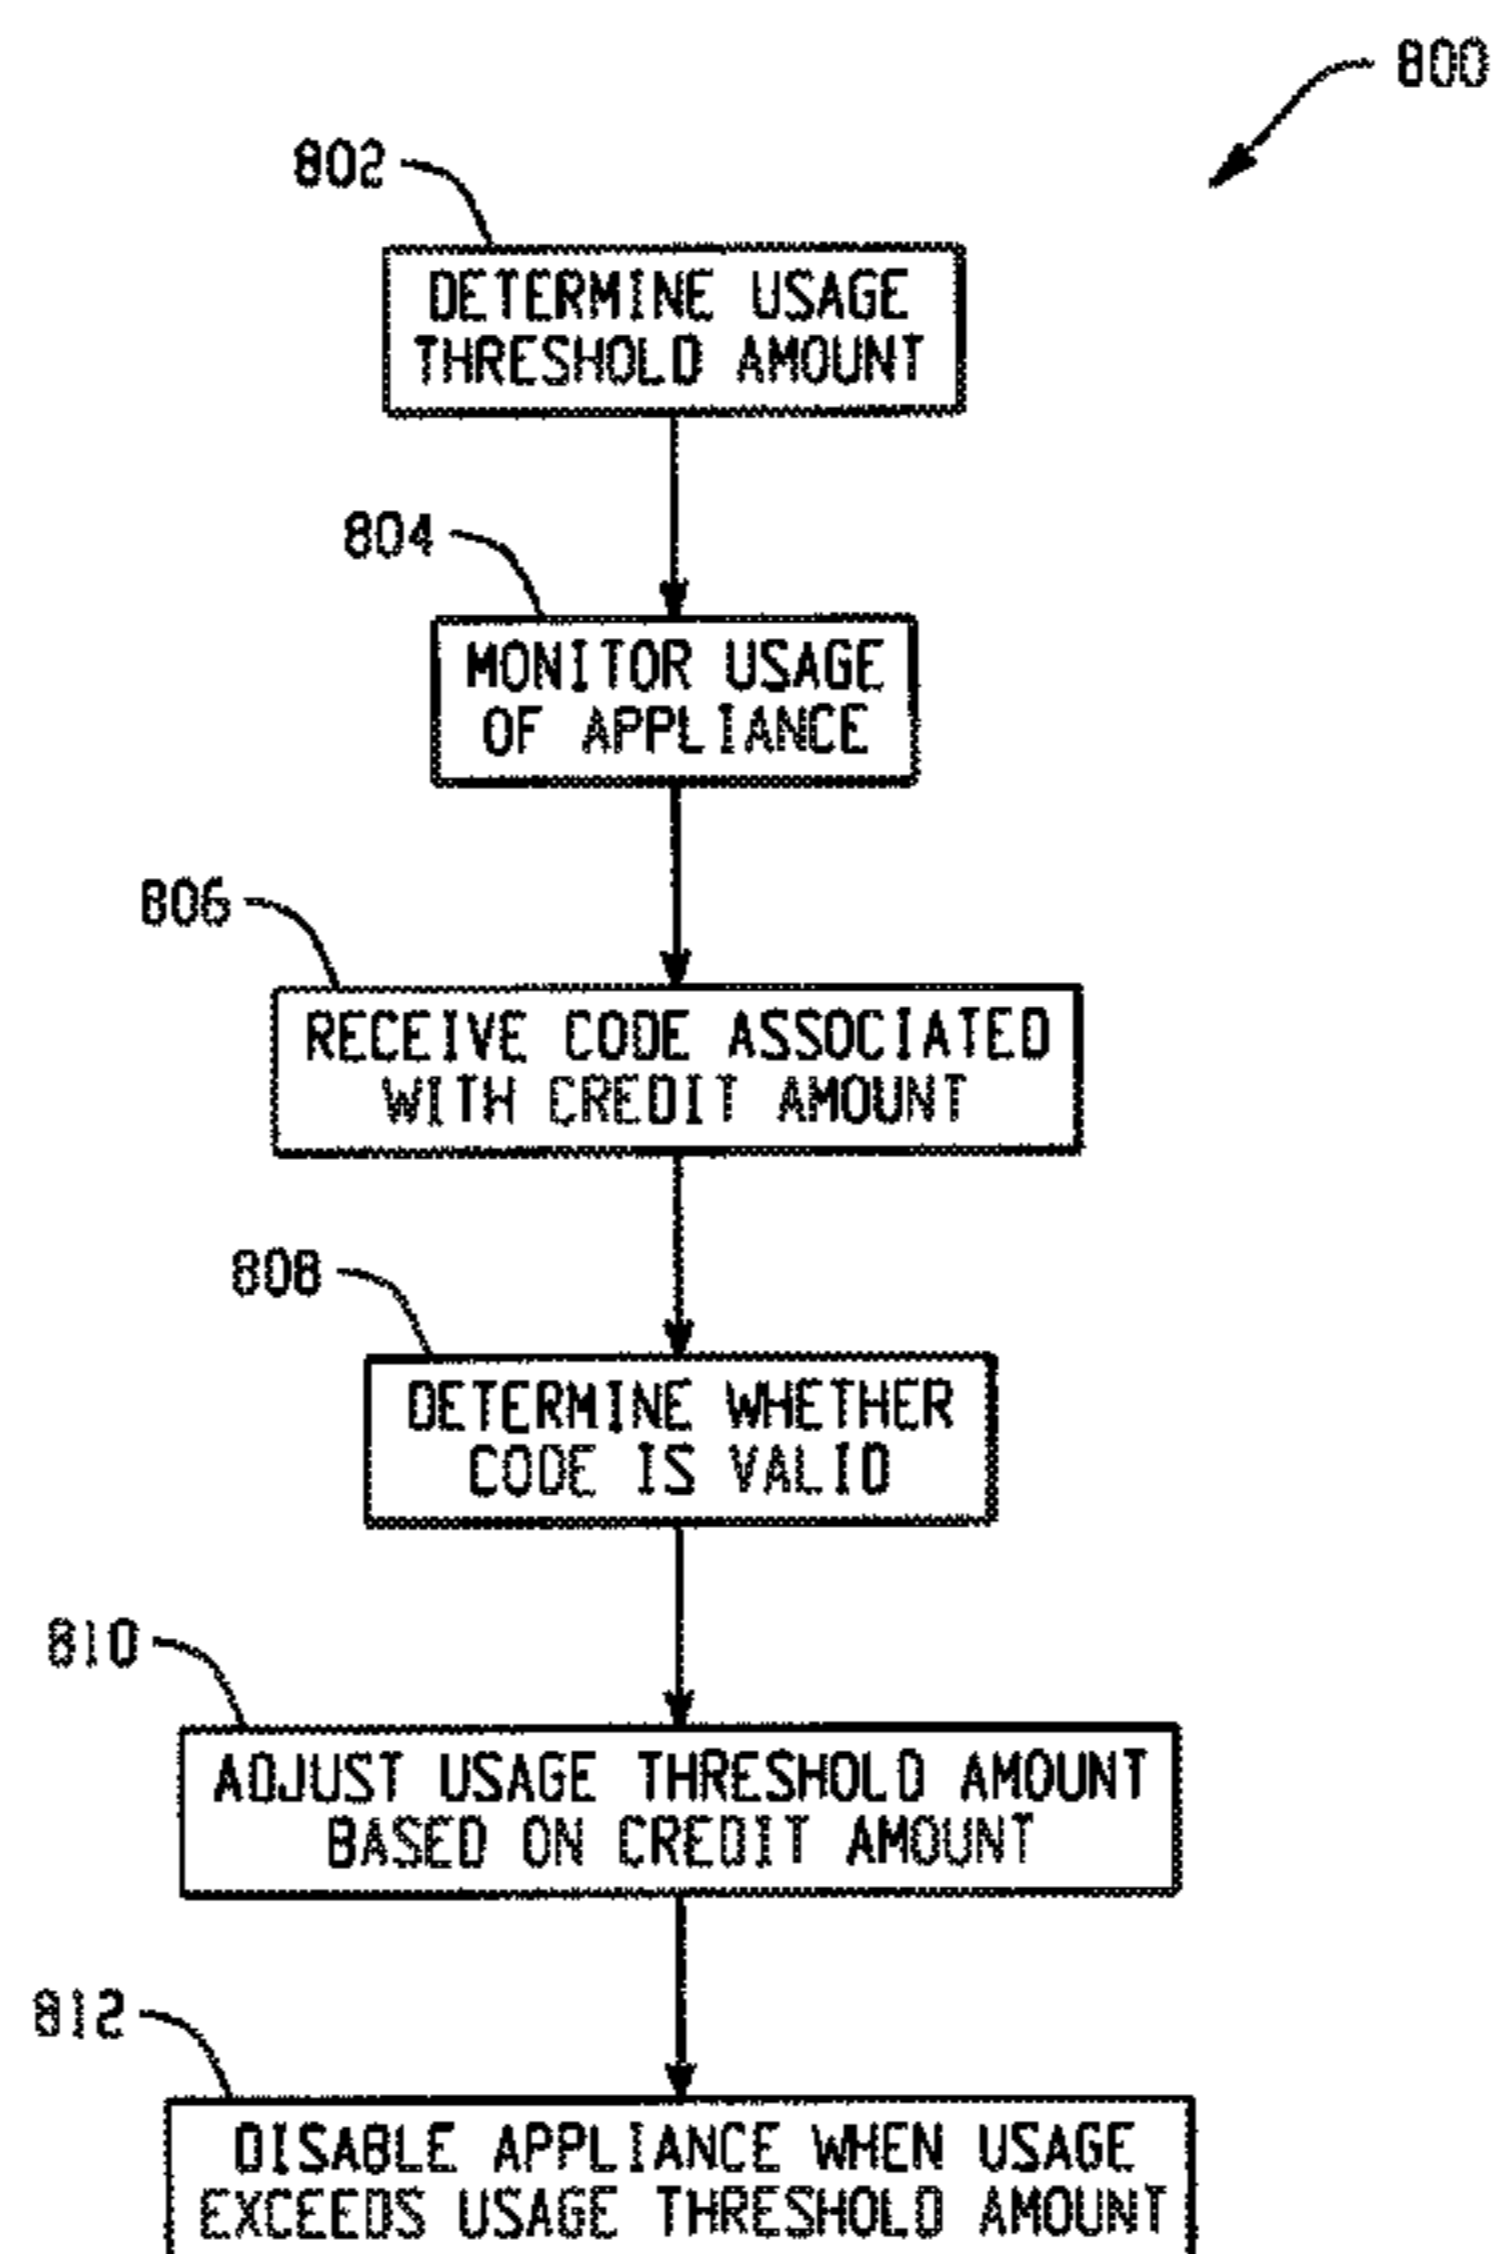 800
802
DETERMINE USAGE
THRESHOLD AMOUNT
804
MONITOR USAGE
OF APPLIANCE
806
RECEIVE CODE ASSOCIATED
WITH CREDIT AMOUNT
808
DETERMINE WHETHER
CODE IS VALID
810
ADJUST USAGE THRESHOLD AMOUNT
BASED ON CREDIT AMOUNT
812
DISABLE APPLIANCE WHEN USAGE
EXCEEDS USAGE THRESHOLD AMOUNT